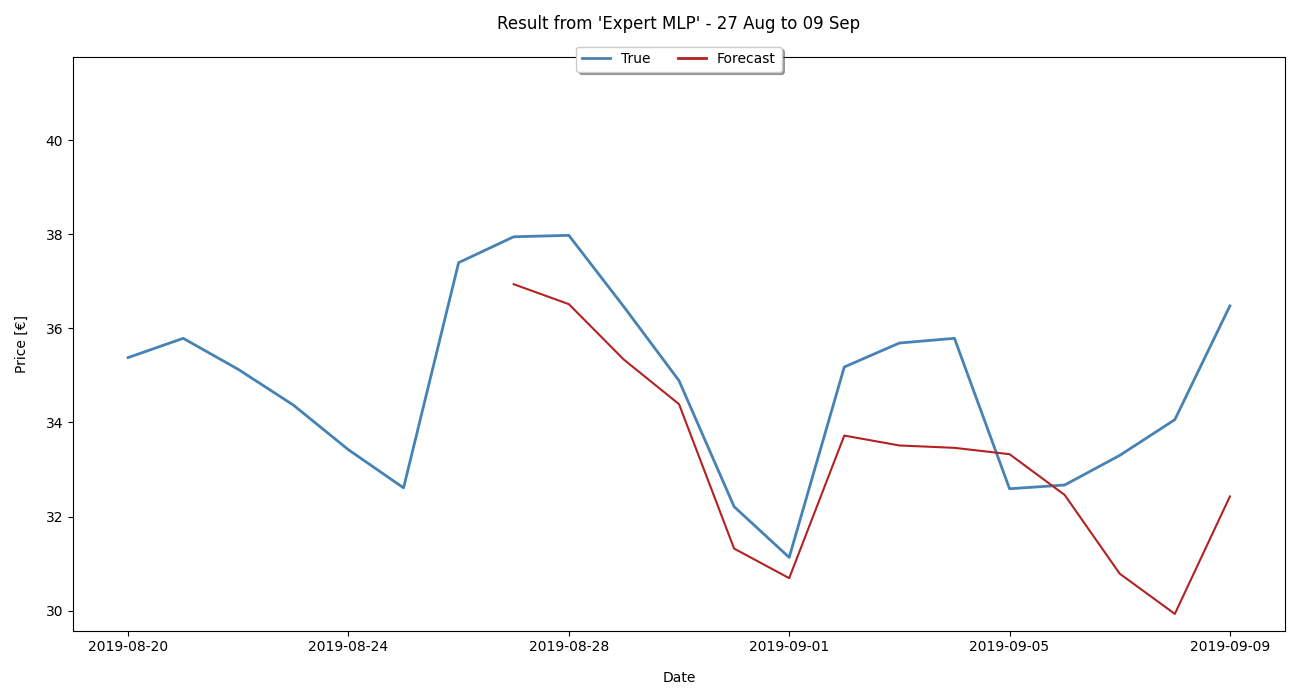 Result from 'Expert MLP' - 27 Aug to 09 Sep
True Forecast
40
38
36
34
32
30
Price [€]
2019-08-20 2019-08-24 2019-08-28 2019-09-01 2019-09-05 2019-09-09
Date